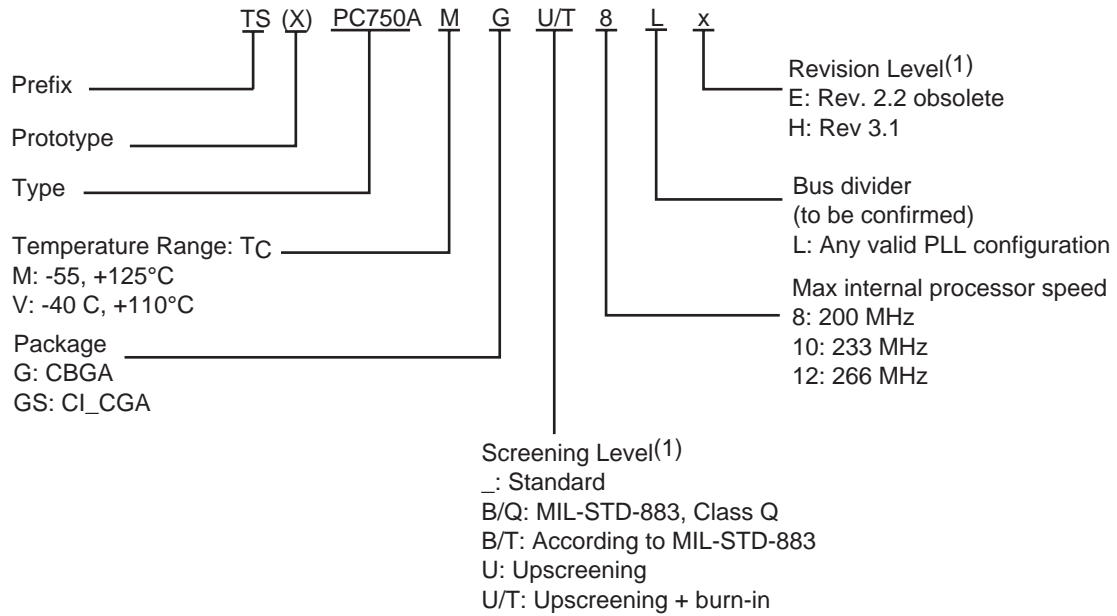 TS (X) PC750A M G U/T 8 L x
Prefix
Prototype
Type
Temperature Range: TC
M: -55, +125°C
V: -40 C, +110°C
Package
G: CBGA
GS: CI_CGA
Revision Level(1)
E: Rev. 2.2 obsolete
H: Rev 3.1
Bus divider
(to be confirmed)
L: Any valid PLL configuration
Max internal processor speed
8: 200 MHz
10: 233 MHz
12: 266 MHz
Screening Level(1)
_: Standard
B/Q: MIL-STD-883, Class Q
B/T: According to MIL-STD-883
U: Upscreening
U/T: Upscreening + burn-in